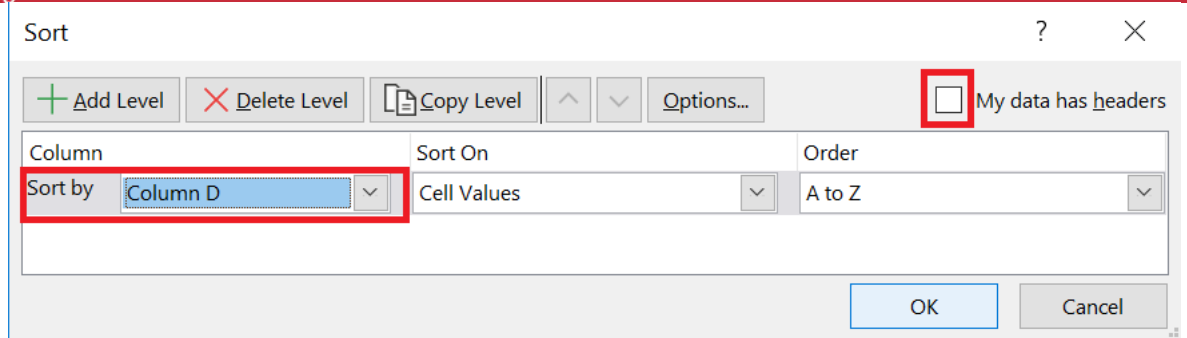 Sort ?
Add Level Delete Level Copy Level Options... My data has headers
Column Sort On Order
Sort by Column D Cell Values A to Z
OK Cancel